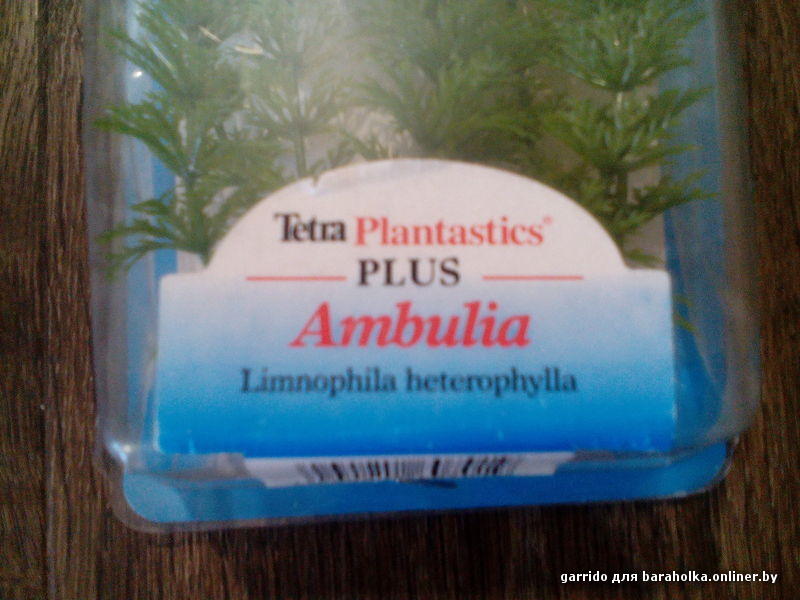 Tetra Plantastics®
PLUS
Ambulia
Limnophila heterophylla
garrido для baraholka.onliner.by